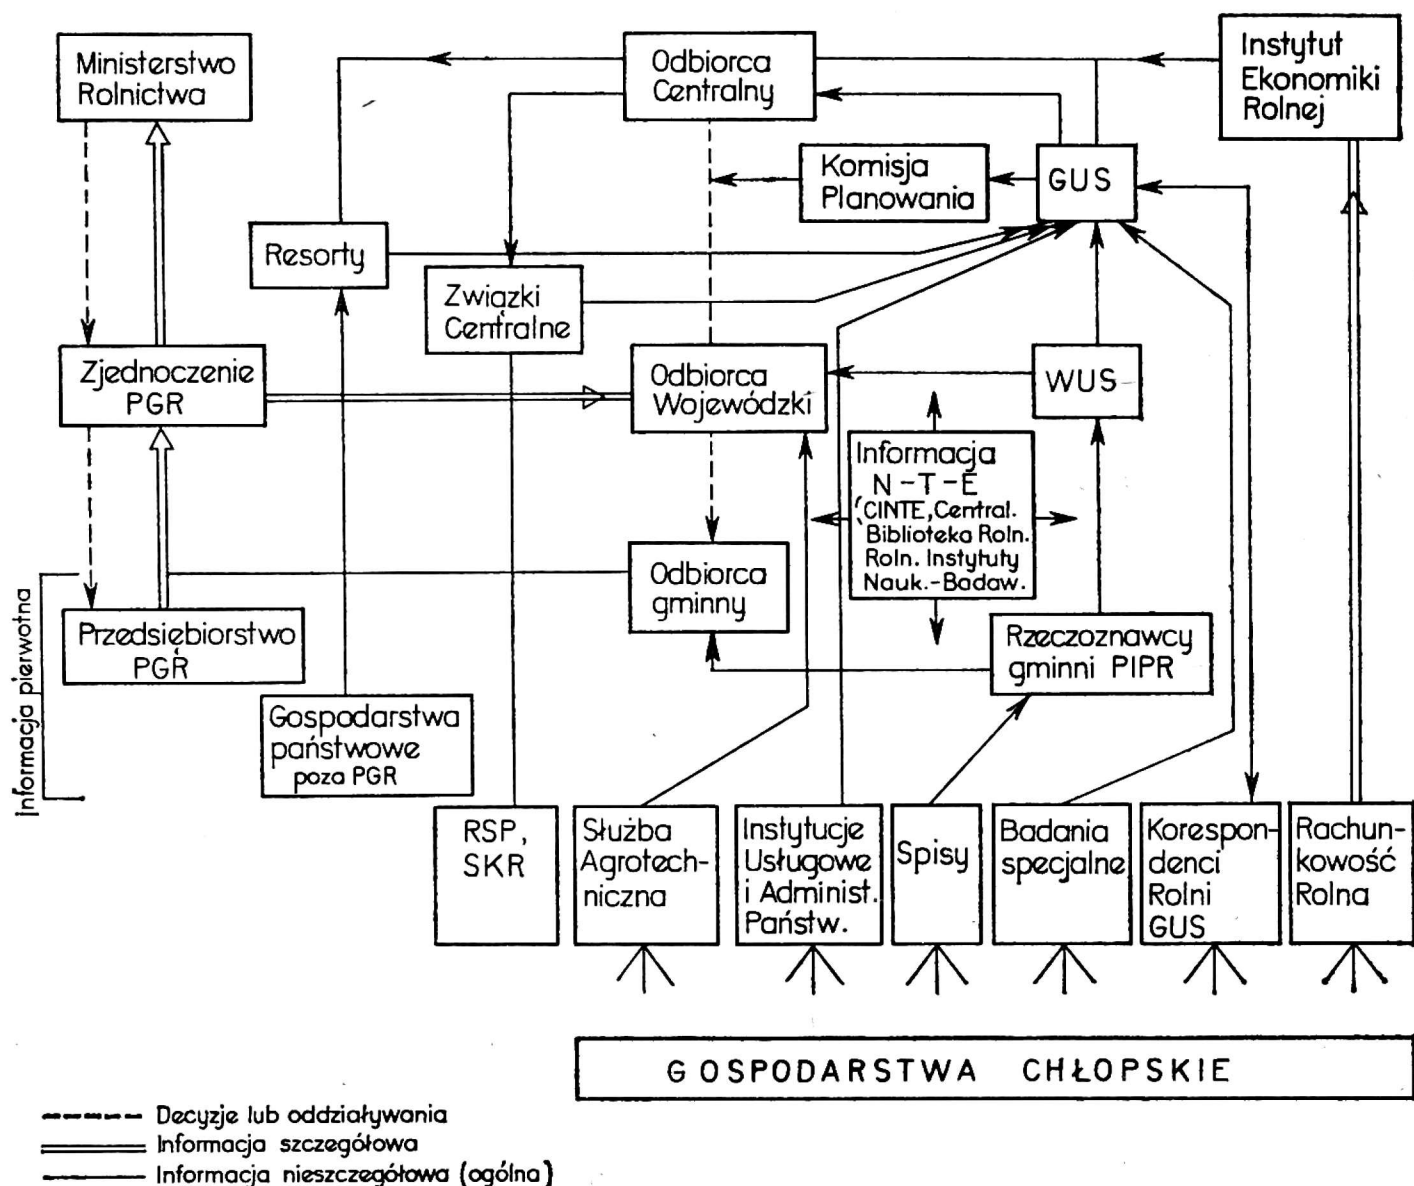 Ministerstwo
Rolnictwa
Odbiorca
Centralny
Instytut
Ekonomiki
Rolnej
Komisja
Planowania
GUS
Resorty
Związki
Centralne
Zjednoczenie
PGR
Odbiorca
Wojewódzki
WUS
Informacja
N-T-E
(CINTE, Central.
Biblioteka Roln.
Roln. Instytuty
Nauk.-Badaw.
Odbiorca
gminny
Przedsiębiorstwo
PGR
Rzeczoznawcy
gminni PIPR
Informacja pierwotna
Gospodarstwa
państwowe
poza PGR
RSP,
SKR
Służba
Agrotech-
niczna
Instytucje
Usługowe
i Administ.
Państw.
Spisy
Badania
specjalne
Korespon-
denci
Rolni
GUS
Rachun-
kowość
Rolna
GOSPODARSTWA CHŁOPSKIE
Decyzje lub oddziaływania
Informacja szczegółowa
Informacja nieszczegółowa (ogólna)